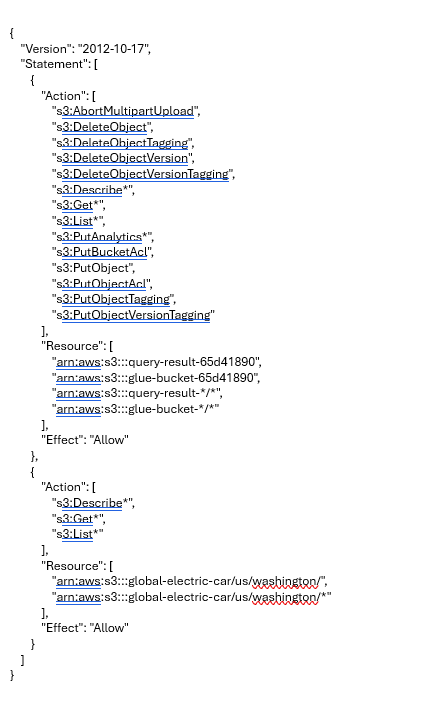 {
"Version": "2012-10-17",
"Statement": [
{
"Action": [
"s3:AbortMultipartUpload",
"s3:DeleteObject",
"s3:DeleteObjectTagging",
"s3:DeleteObjectVersion",
"s3:DeleteObjectVersionTagging",
"s3:Describe*",
"s3:Get*",
"s3:List*",
"s3:PutAnalytics*",
"s3:PutBucketAcl",
"s3:PutObject",
"s3:PutObjectAcl",
"s3:PutObjectTagging",
"s3:PutObjectVersionTagging"
],
"Resource": [
"arn:aws:s3:::query-result-65d41890",
"arn:aws:s3:::glue-bucket-65d41890",
"arn:aws:s3:::query-result-*/*",
"arn:aws:s3:::glue-bucket-*/*"
],
"Effect": "Allow"
},
{
"Action": [
"s3:Describe*",
"s3:Get*",
"s3:List*"
],
"Resource": [
"arn:aws:s3:::global-electric-car/us/washington/",
"arn:aws:s3:::global-electric-car/us/washington/*"
],
"Effect": "Allow"
}
]
}